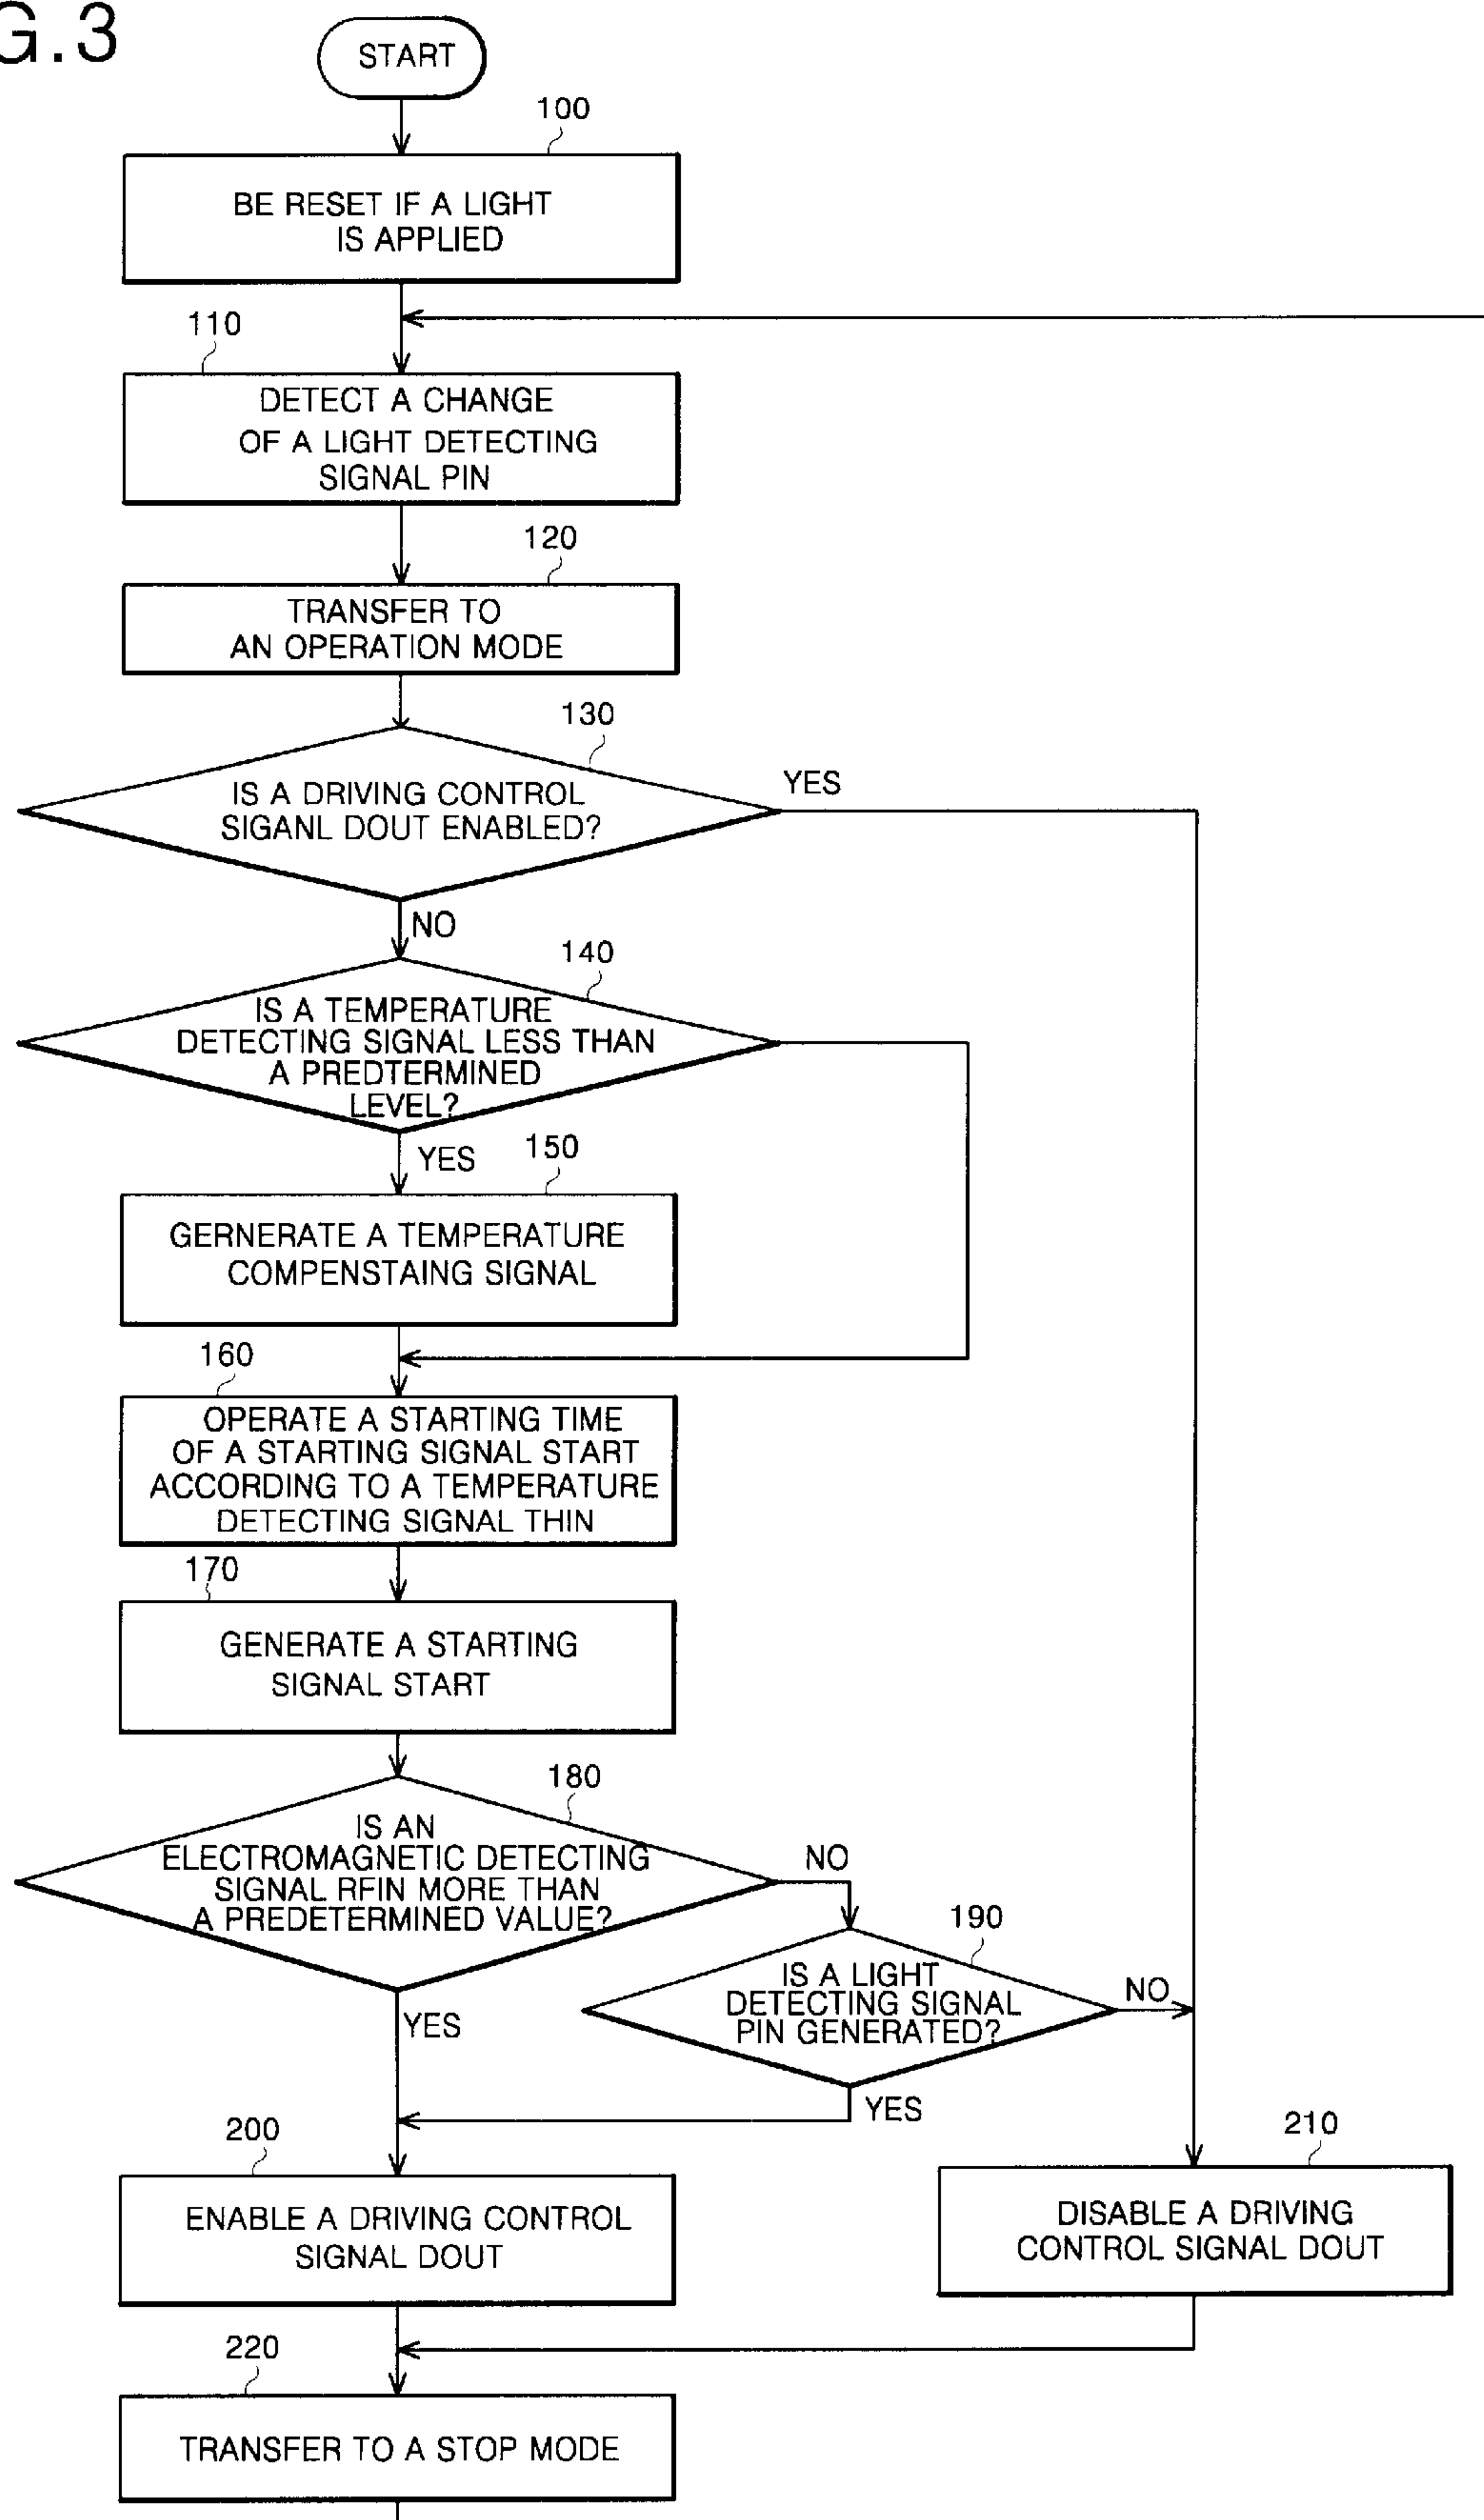 G.3
START
100
BE RESET IF A LIGHT
IS APPLIED
110
DETECT A CHANGE
OF A LIGHT DETECTING
SIGNAL PIN
120
TRANSFER TO
AN OPERATION MODE
130
IS A DRIVING CONTROL
SIGANL DOUT ENABLED?
YES
NO
140
IS A TEMPERATURE
DETECTING SIGNAL LESS THAN
A PREDTERMINED
LEVEL?
YES
150
GERNERATE A TEMPERATURE
COMPENSTAING SIGNAL
160
OPERATE A STARTING TIME
OF A STARTING SIGNAL START
ACCORDING TO A TEMPERATURE
DETECTING SIGNAL THIN
170
GENERATE A STARTING
SIGNAL START
180
IS AN
ELECTROMAGNETIC DETECTING
SIGNAL RFIN MORE THAN
A PREDETERMINED VALUE?
NO
YES
190
IS A LIGHT
DETECTING SIGNAL
PIN GENERATED?
NO
YES
200
ENABLE A DRIVING CONTROL
SIGNAL DOUT
210
DISABLE A DRIVING
CONTROL SIGNAL DOUT
220
TRANSFER TO A STOP MODE